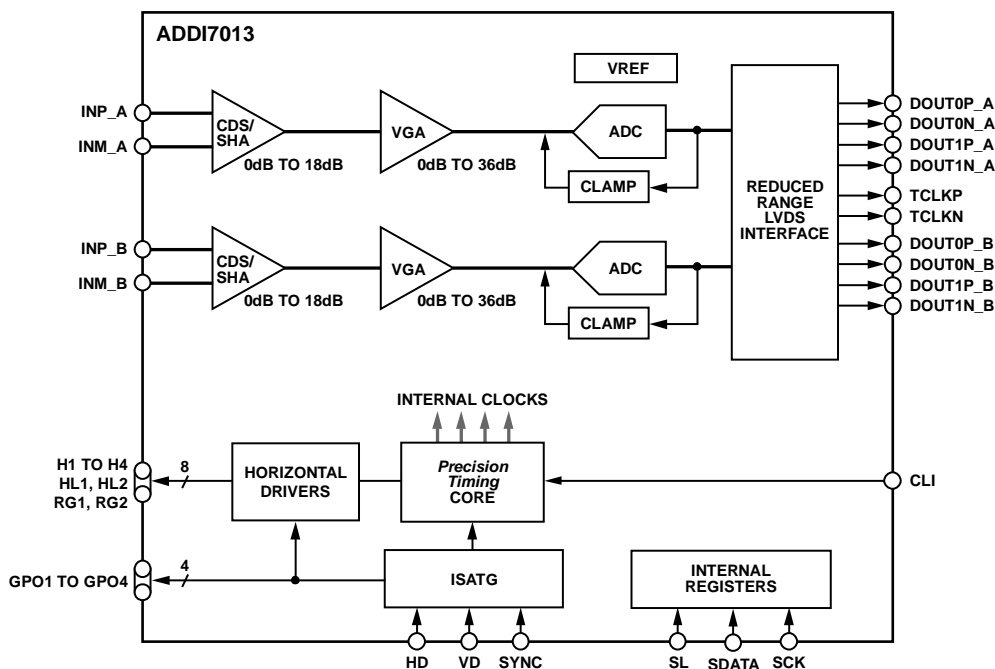 ADDI7013
VREF
INP_A
INM_A
CDS/
SHA
0dB TO 18dB
VGA
0dB TO 36dB
ADC
CLAMP
REDUCED
RANGE
LVDS
INTERFACE
DOUT0P_A
DOUT0N_A
DOUT1P_A
DOUT1N_A
TCLKP
TCLKN
DOUT0P_B
DOUT0N_B
DOUT1P_B
DOUT1N_B
INP_B
INM_B
CDS/
SHA
0dB TO 18dB
VGA
0dB TO 36dB
ADC
CLAMP
INTERNAL CLOCKS
H1 TO H4
HL1, HL2
RG1, RG2
8
HORIZONTAL
DRIVERS
Precision
Timing
CORE
CLI
GPO1 TO GPO4
4
ISATG
INTERNAL
REGISTERS
HD
VD
SYNC
SL
SDATA
SCK